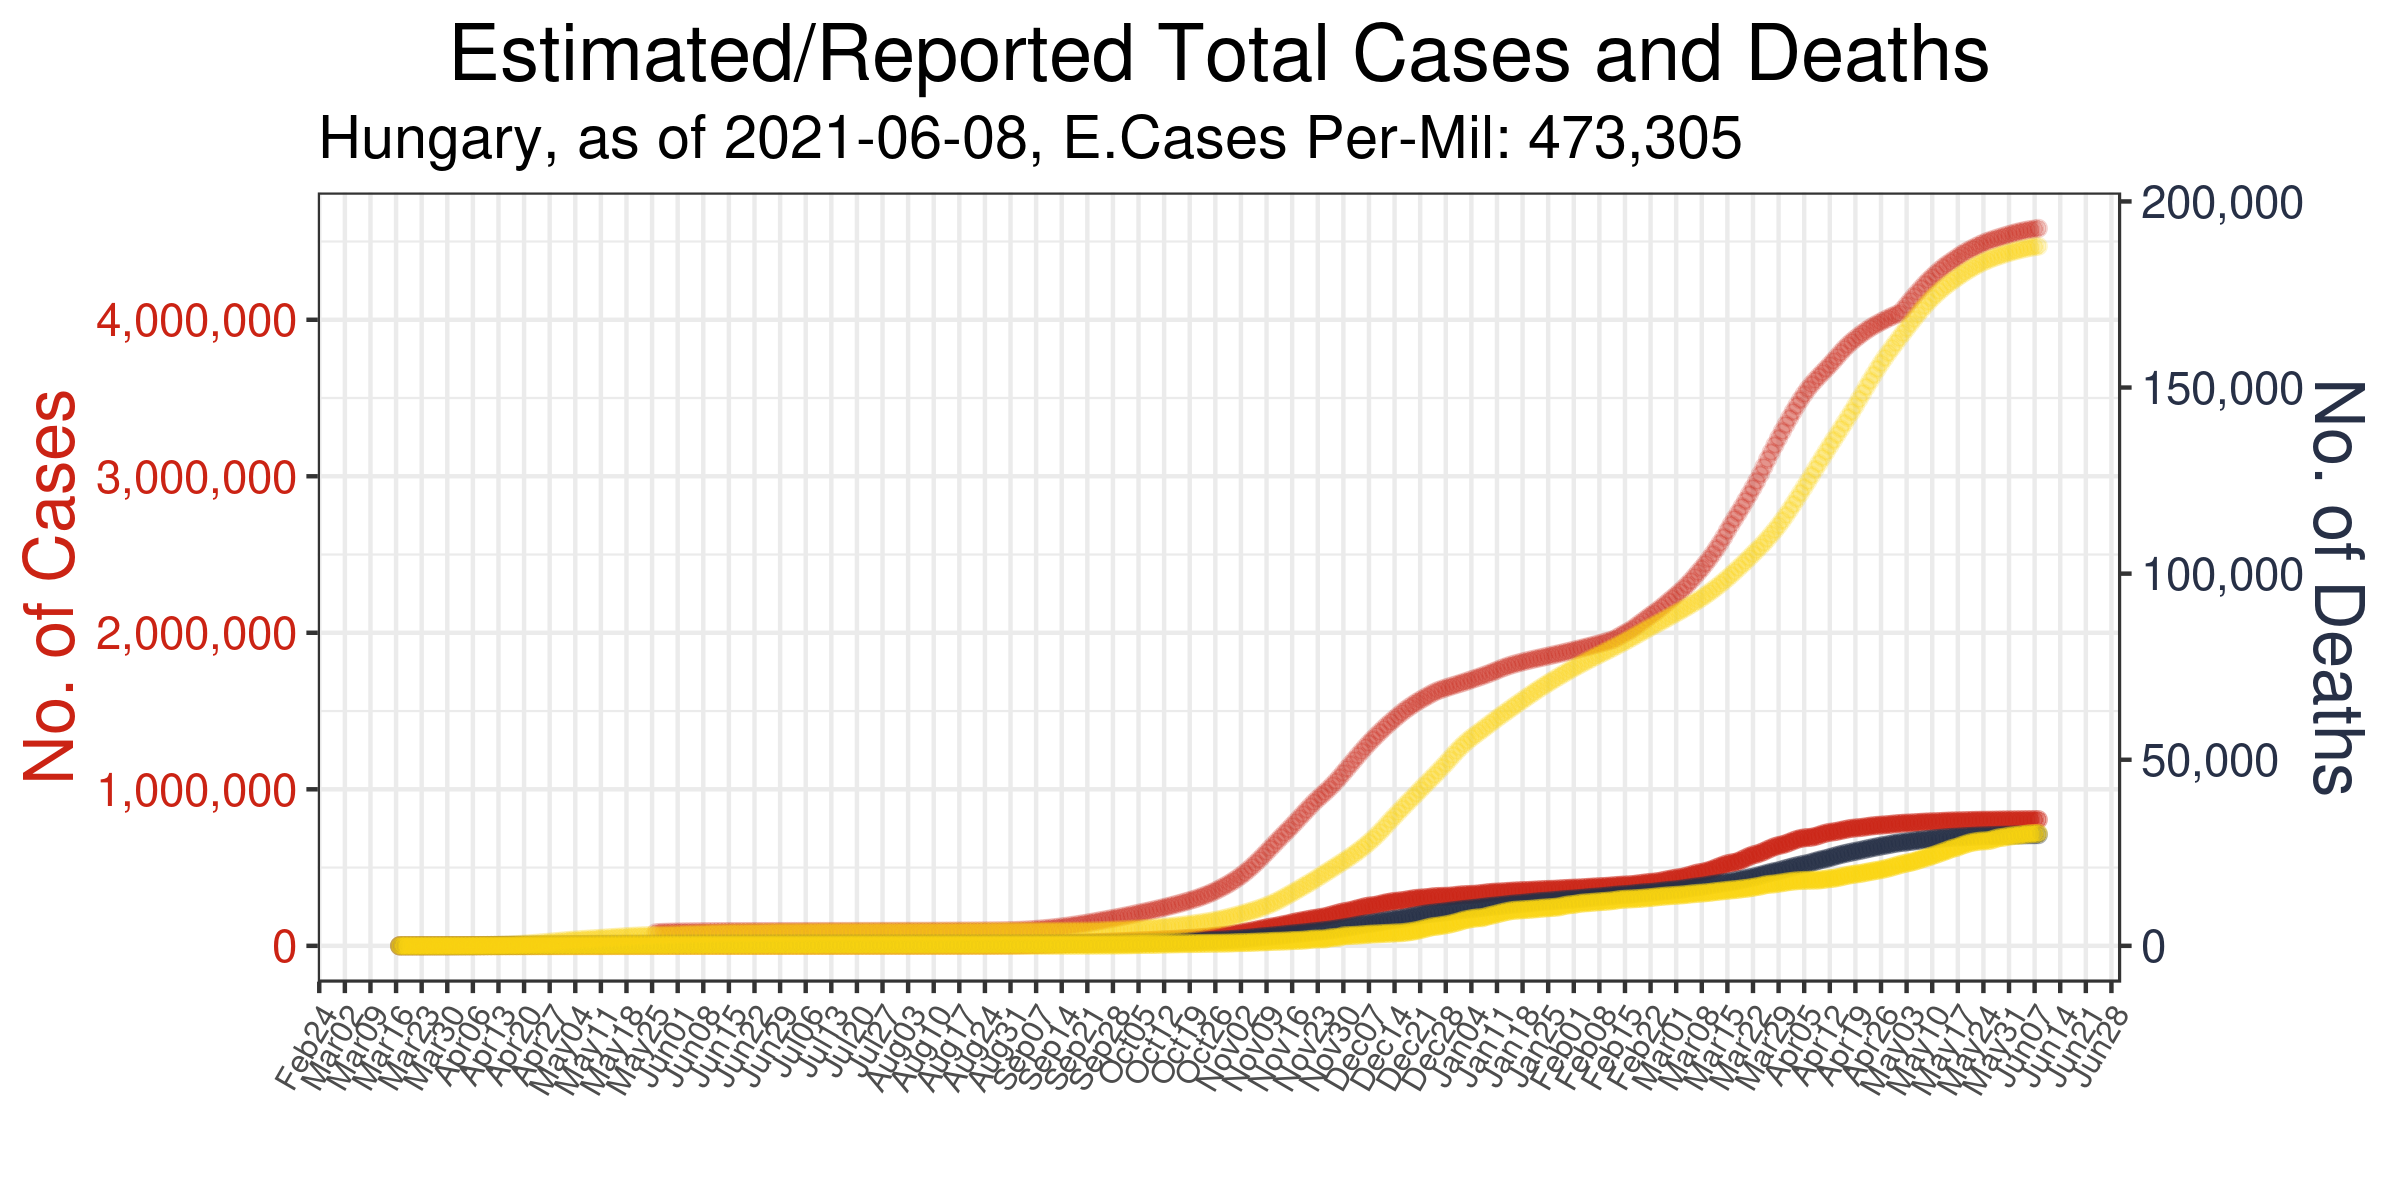 Estimated/Reported Total Cases and Deaths
Hungary, as of 2021-06-08, E.Cases Per-Mil: 473,305
No. of Cases
4,000,000
3,000,000
2,000,000
1,000,000
0
200,000
150,000
100,000
50,000
0
No. of Deaths
Feb24
Mar02
Mar09
Mar16
Mar23
Mar30
Apr06
Apr13
Apr20
Apr27
May04
May11
May18
May25
Jun01
Jun08
Jun15
Jun22
Jun29
Jul06
Jul13
Jul20
Jul27
Aug03
Aug10
Aug17
Aug24
Aug31
Sep07
Sep14
Sep21
Sep28
Oct05
Oct12
Oct19
Oct26
Nov02
Nov09
Nov16
Nov23
Nov30
Dec07
Dec14
Dec21
Dec28
Jan04
Jan11
Jan18
Jan25
Feb01
Feb08
Feb15
Feb22
Mar01
Mar08
Mar15
Mar22
Mar29
Apr05
Apr12
Apr19
Apr26
May03
May10
May17
May24
May31
Jun07
Jun14
Jun21
Jun28